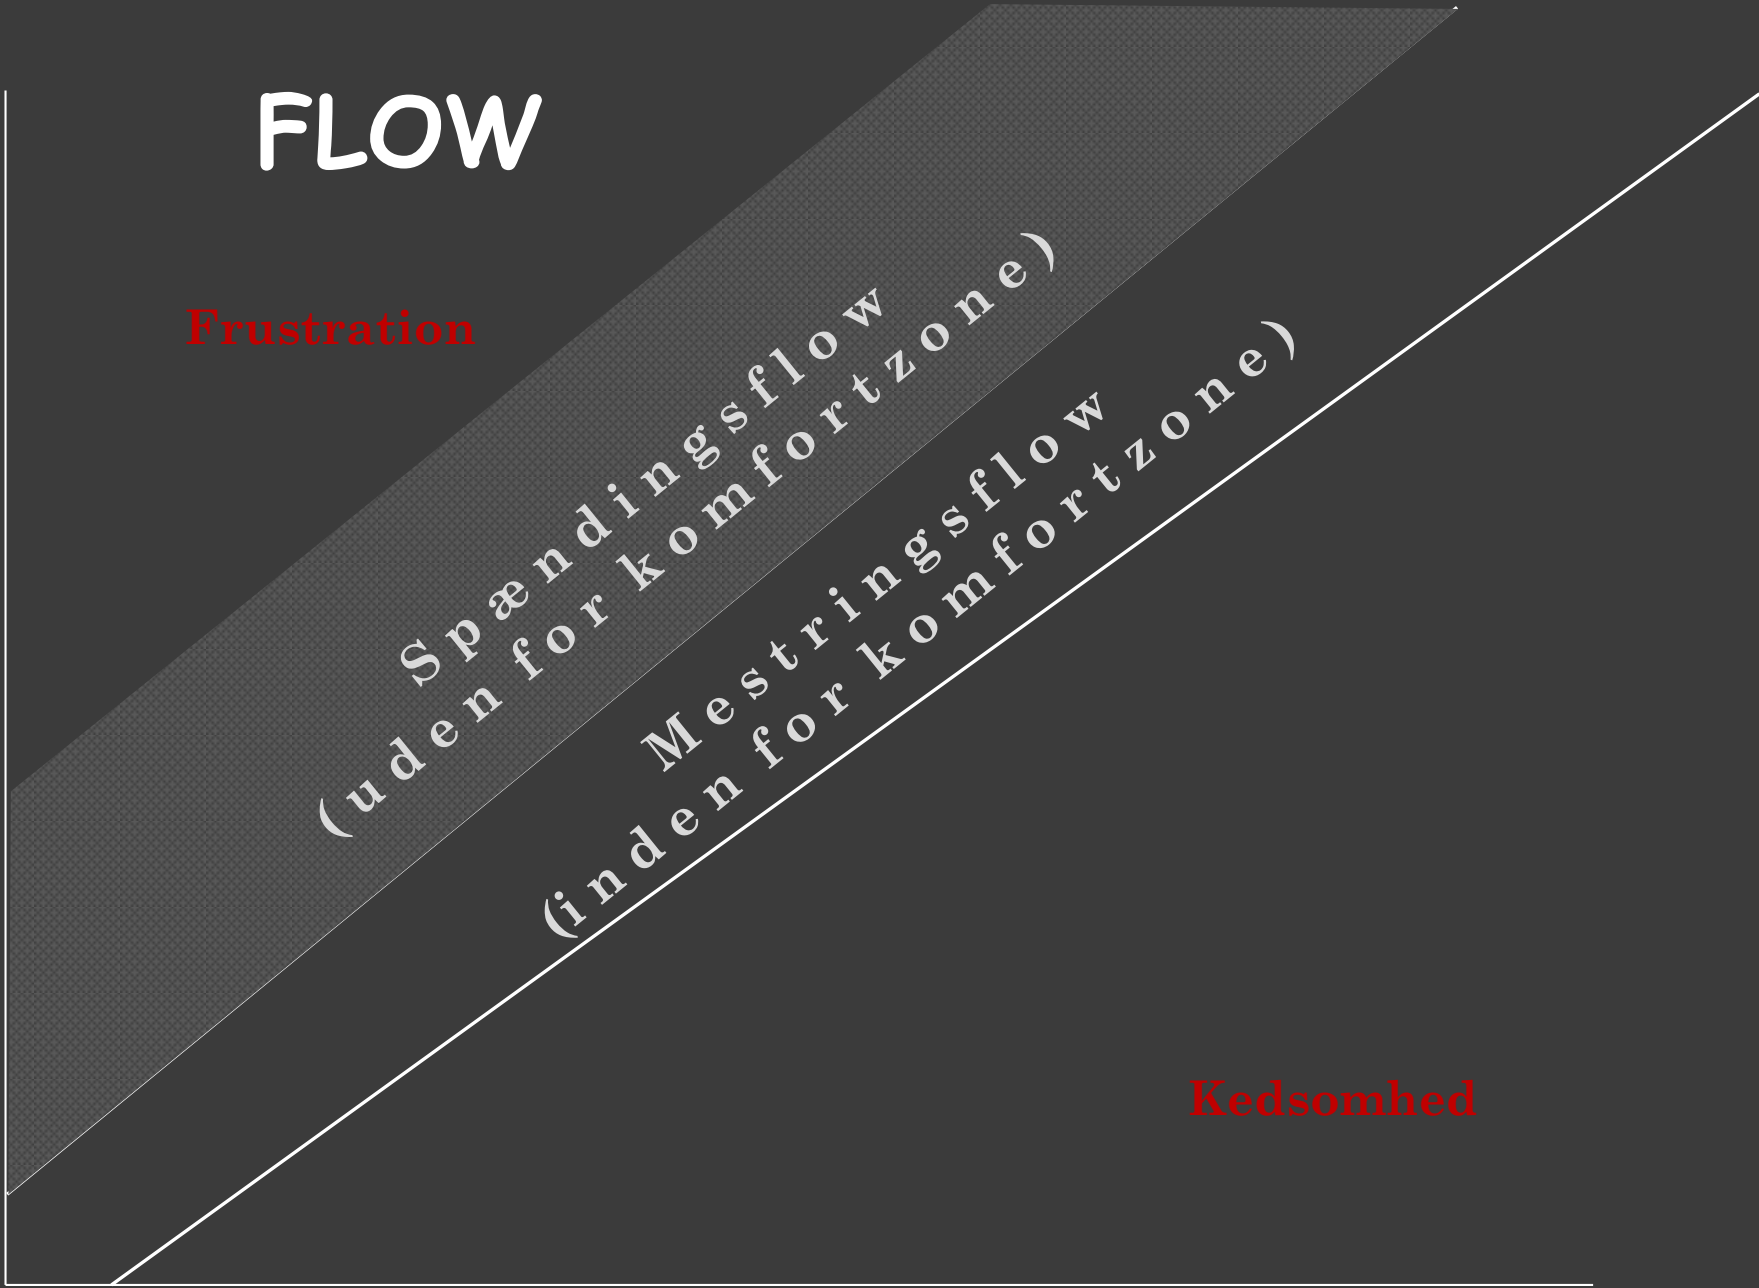 FLOW
Frustration
Spændingsflow
(uden for komfortzone)
Mestringsflow
(inden for komfortzone)
Kedsomhed